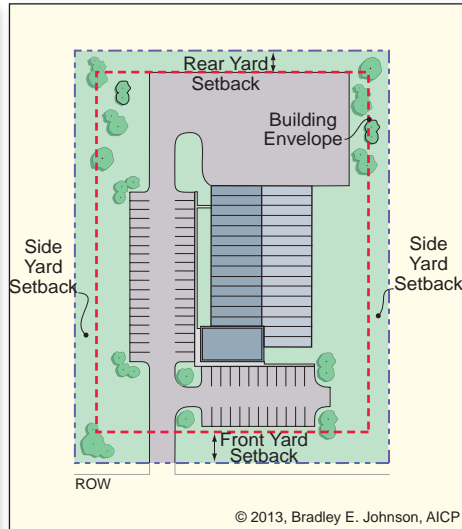 Rear Yard
Setback
Building
Envelope
Side
Yard
Setback
Side
Yard
Setback
Front Yard
Setback
ROW
© 2013, Bradley E. Johnson, AICP